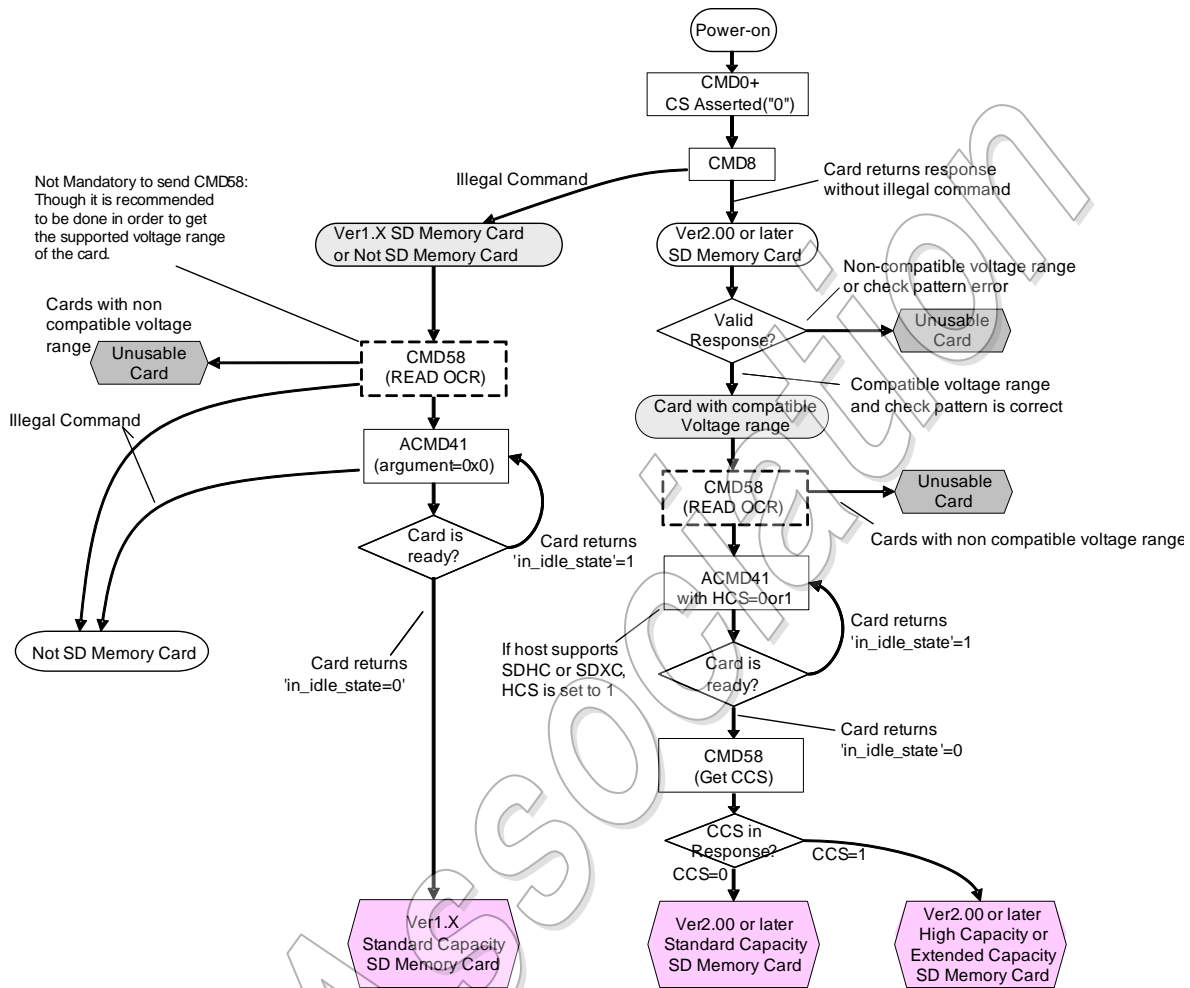 Power-on
CMD0+
CS Asserted("0")
CMD8
Illegal Command
Card returns response
without illegal command
Not Mandatory to send CMD58:
Though it is recommended
to be done in order to get
the supported voltage range
of the card.
Ver1.X SD Memory Card
or Not SD Memory Card
Ver2.00 or later
SD Memory Card
Non-compatible voltage range
or check pattern error
Cards with non
compatible voltage
range
Unusable
Card
CMD58
(READ OCR)
Valid
Response?
Unusable
Card
Compatible voltage range
and check pattern is correct
Card with compatible
Voltage range
Illegal Command
ACMD41
(argument=0x0)
CMD58
(READ OCR)
Unusable
Card
Cards with non compatible voltage range
Card is
ready?
Card returns
'in_idle_state'=1
ACMD41
with HCS=0or1
Card returns
'in_idle_state'=1
Not SD Memory Card
Card returns
'in_idle_state=0'
If host supports
SDHC or SDXC,
HCS is set to 1
Card is
ready?
Card returns
'in_idle_state'=0
CMD58
(Get CCS)
CCS in
Response?
CCS=0
CCS=1
Ver1.X
Standard Capacity
SD Memory Card
Ver2.00 or later
Standard Capacity
SD Memory Card
Ver2.00 or later
High Capacity or
Extended Capacity
SD Memory Card
Association